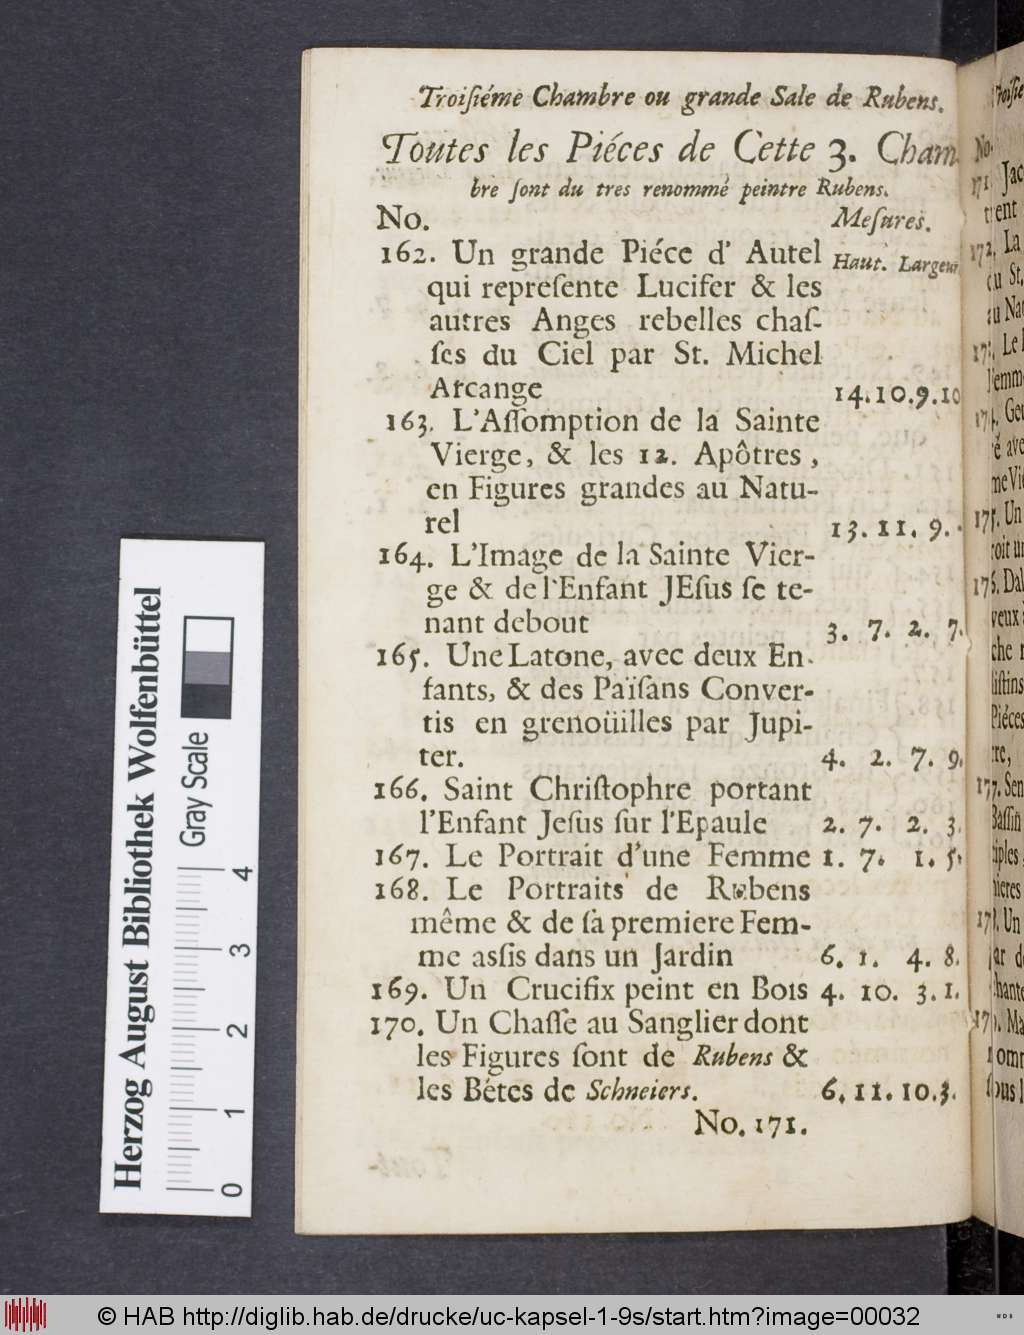 Troiſiéme Chambre ou grande Sale de Rubens.
Toutes les Piéces de Cette 3. Cham-
bre ſont du tres renommé peintre Rubens.
No. Meſures.
162. Un grande Piéce d' Autel Haut. Largeur
qui repreſente Lucifer & les
autres Anges rebelles chaſ-
ſes du Ciel par St. Michel
Arcange 14.10.9.10
163. L'Aſſomption de la Sainte
Vierge, & les 12. Apôtres,
en Figures grandes au Natu-
rel 13. 11. 9. -
164. L'Image de la Sainte Vier-
ge & de l'Enfant JEſus ſe te-
nant debout 3. 7. 2. 7.
165. Une Latone, avec deux En-
fants, & des Païſans Conver-
tis en grenoüilles par Jupi-
ter. 4. 2. 7. 9.
166. Saint Chriſtophre portant
l'Enfant Jeſus ſur l'Epaule 2. 7. 2. 3.
167. Le Portrait d'une Femme 1. 7. 1. 5.
168. Le Portraits de Rubens
même & de ſa premiere Fem-
me aſsis dans un Jardin 6. 1. 4. 8.
169. Un Crucifix peint en Bois 4. 10. 3. 1.
170. Un Chaſſe au Sanglier dont
les Figures ſont de Rubens &
les Bétes de Schneiers. 6. 11. 10.3.
No. 171.
Herzog August Bibliothek Wolfenbüttel
Gray Scale
0 1 2 3 4
© HAB http://diglib.hab.de/drucke/uc-kapsel-1-9s/start.htm?image=00032